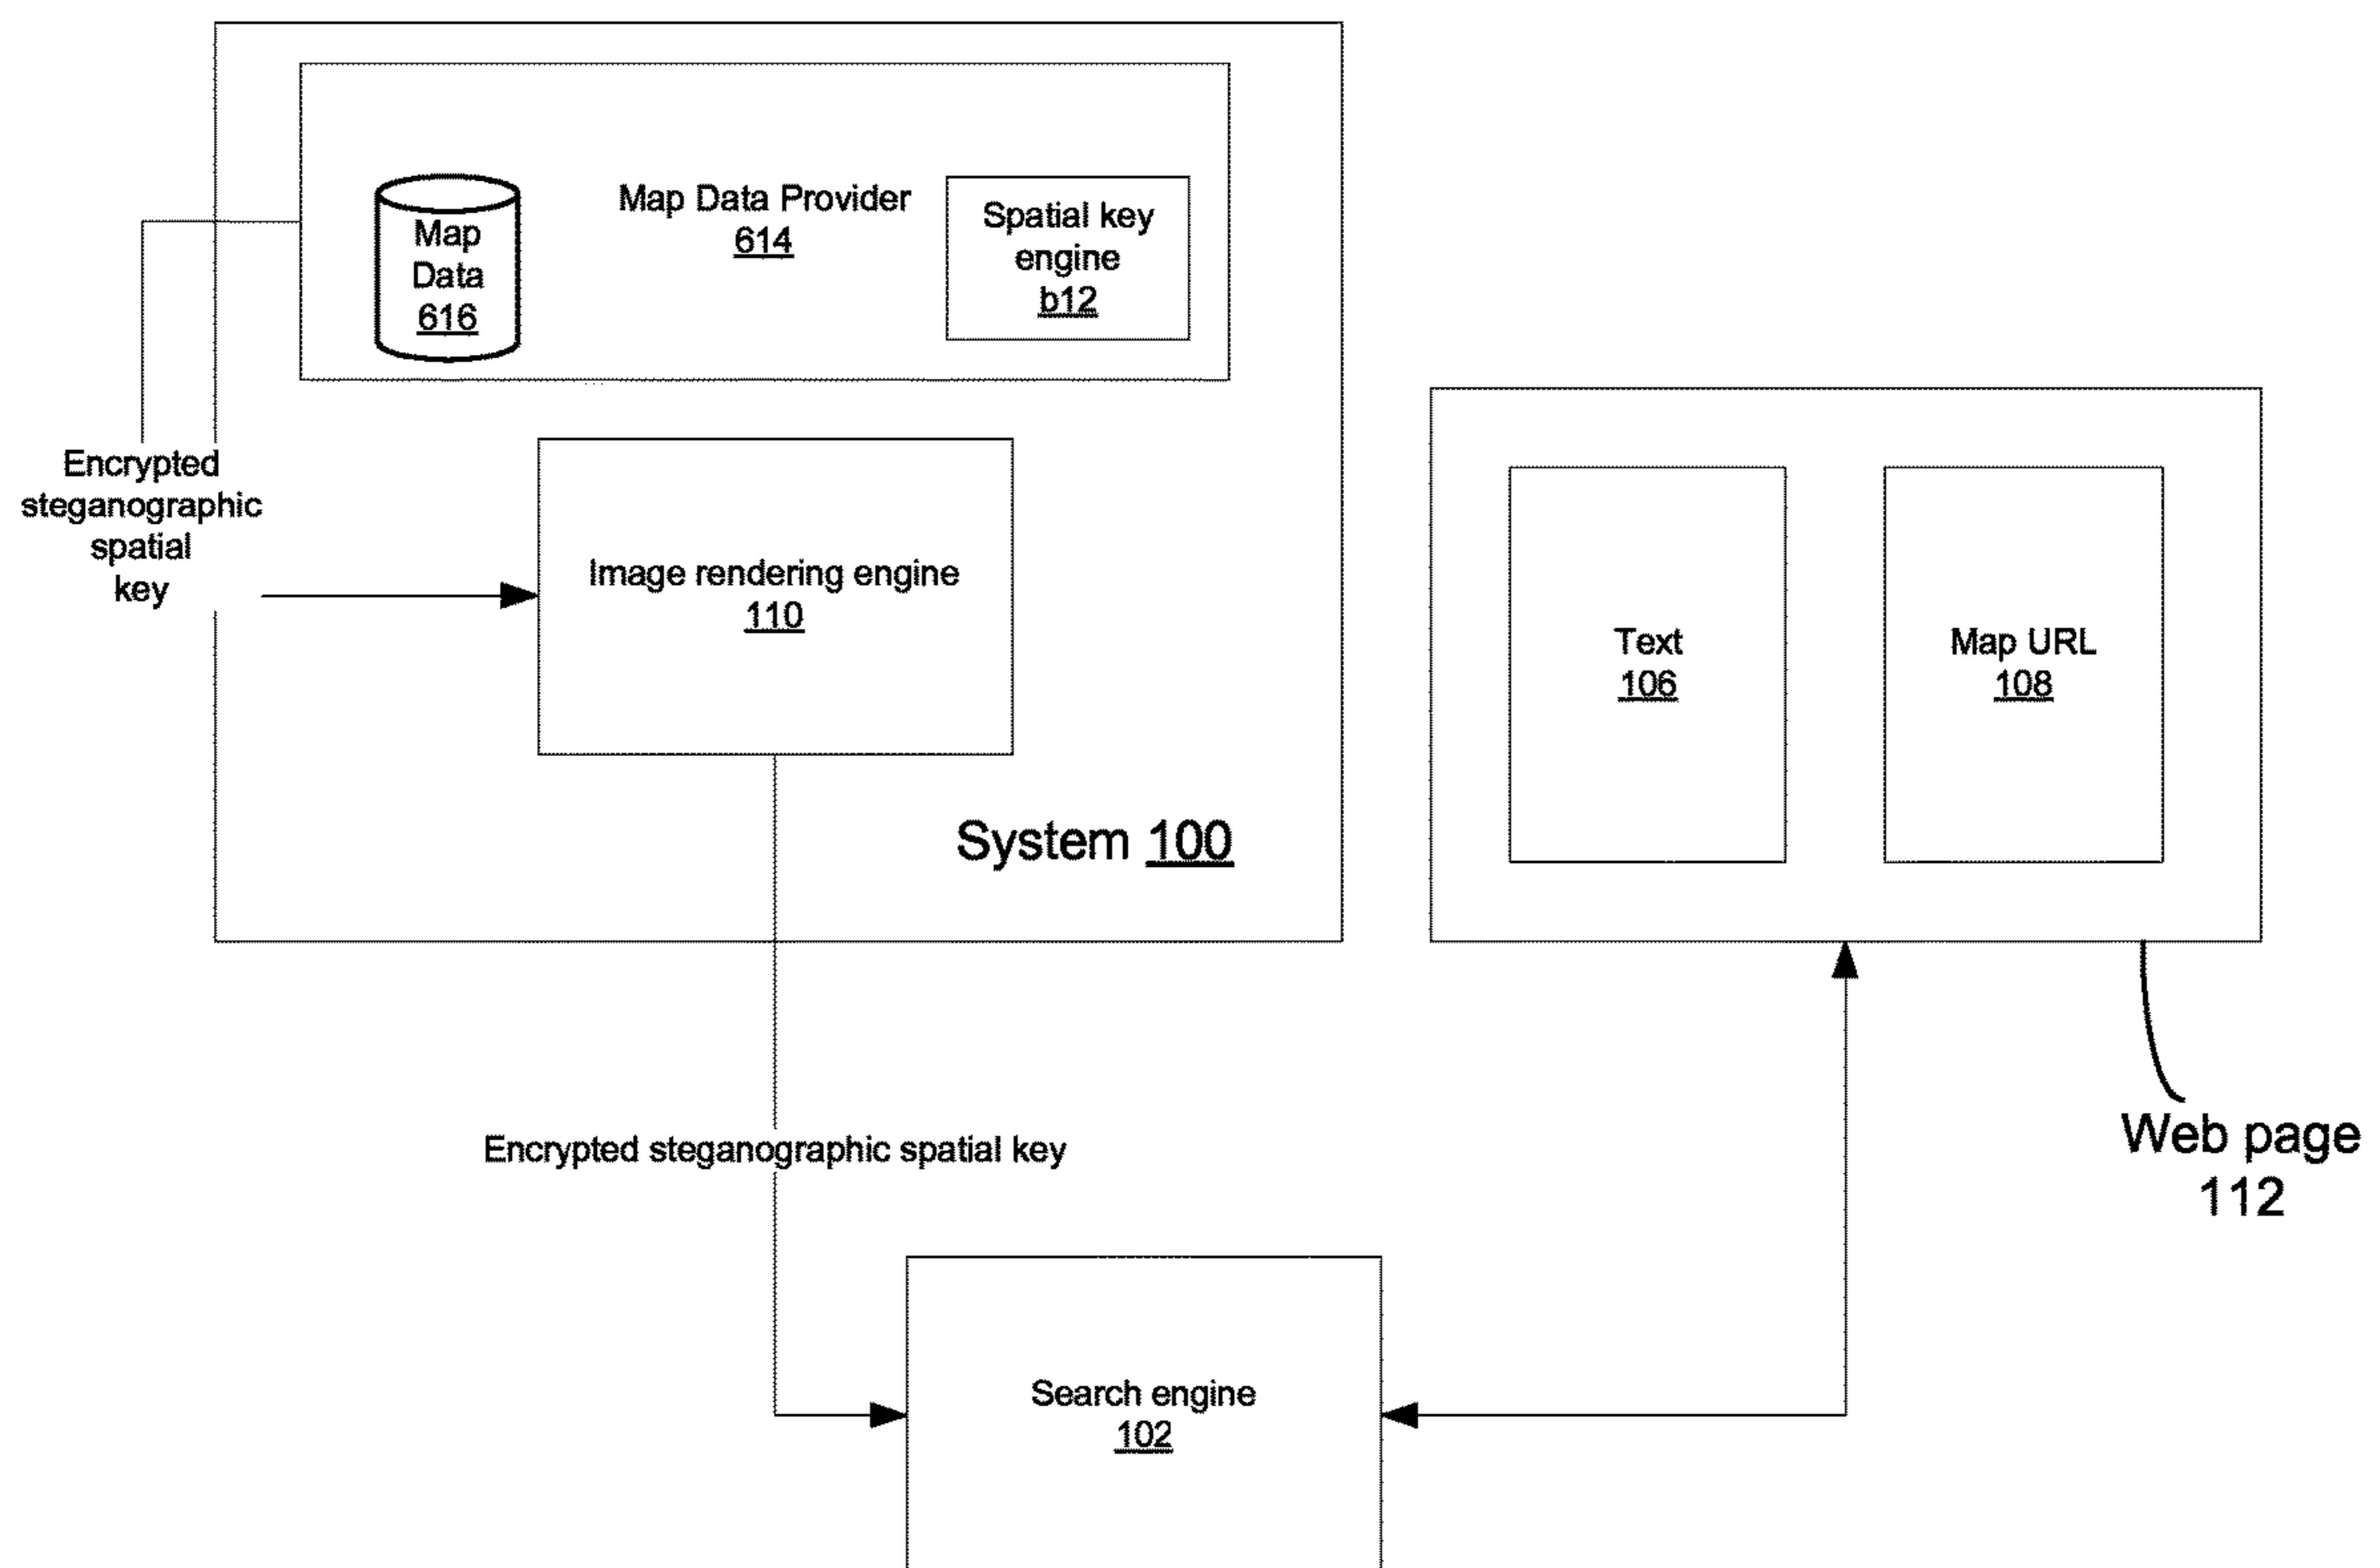 Map Data Provider
614
Map
Data
616
Spatial key
engine
b12
Encrypted
steganographic
spatial
key
Image rendering engine
110
System 100
Text
106
Map URL
108
Encrypted steganographic spatial key
Web page
112
Search engine
102